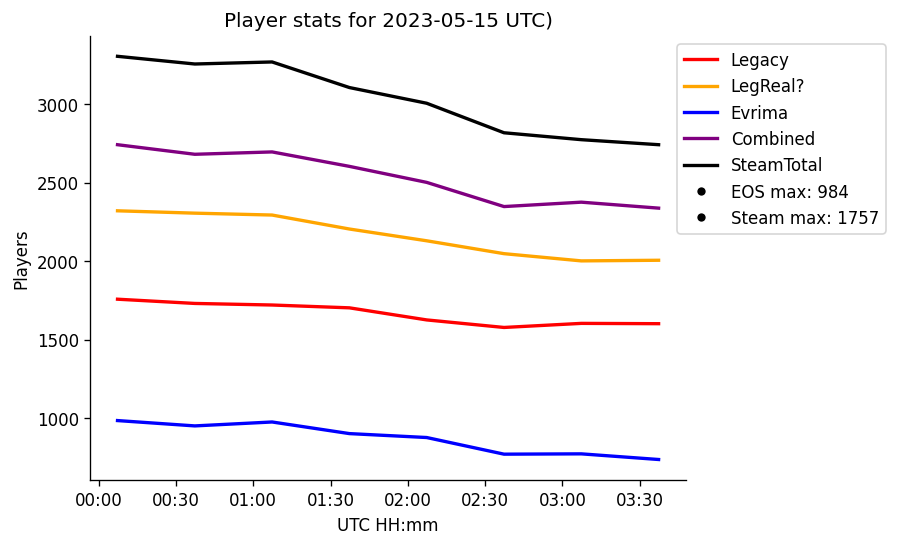 Player stats for 2023-05-15 UTC)
Legacy
LegReal?
Evrima
Combined
SteamTotal
EOS max: 984
Steam max: 1757
Players
3000
2500
2000
1500
1000
00:00 00:30 01:00 01:30 02:00 02:30 03:00 03:30
UTC HH:mm